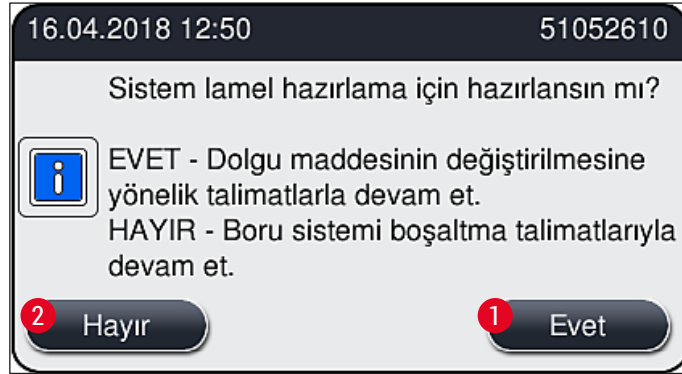 16.04.2018 12:50 51052610
Sistem lamel hazırlama için hazırlansın mı?
EVET - Dolgu maddesinin değiştirilmesine
yönelik talimatlarla devam et.
HAYIR - Boru sistemi boşaltma talimatlarıyla
devam et.
2 Hayır 1 Evet